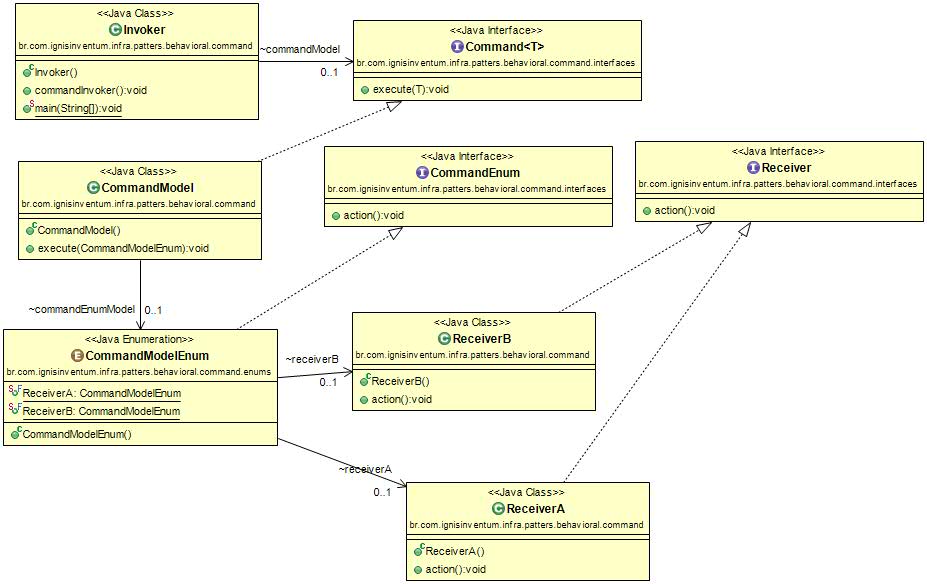 <<Java Class>>
Invoker
br.com.ignisinventum.infra.patters.behavioral.command
Invoker()
commandInvoker():void
main(String[]):void
~commandModel
0..1
<<Java Interface>>
Command<T>
br.com.ignisinventum.infra.patters.behavioral.command.interfaces
execute(T):void
<<Java Class>>
CommandModel
br.com.ignisinventum.infra.patters.behavioral.command
CommandModel()
execute(CommandModelEnum):void
<<Java Interface>>
CommandEnum
br.com.ignisinventum.infra.patters.behavioral.command.interfaces
action():void
<<Java Interface>>
Receiver
br.com.ignisinventum.infra.patters.behavioral.command.interfaces
action():void
~commandEnumModel
0..1
<<Java Enumeration>>
CommandModelEnum
br.com.ignisinventum.infra.patters.behavioral.command.enums
ReceiverA: CommandModelEnum
ReceiverB: CommandModelEnum
CommandModelEnum()
~receiverB
0..1
<<Java Class>>
ReceiverB
br.com.ignisinventum.infra.patters.behavioral.command
ReceiverB()
action():void
~receiverA
0..1
<<Java Class>>
ReceiverA
br.com.ignisinventum.infra.patters.behavioral.command
ReceiverA()
action():void